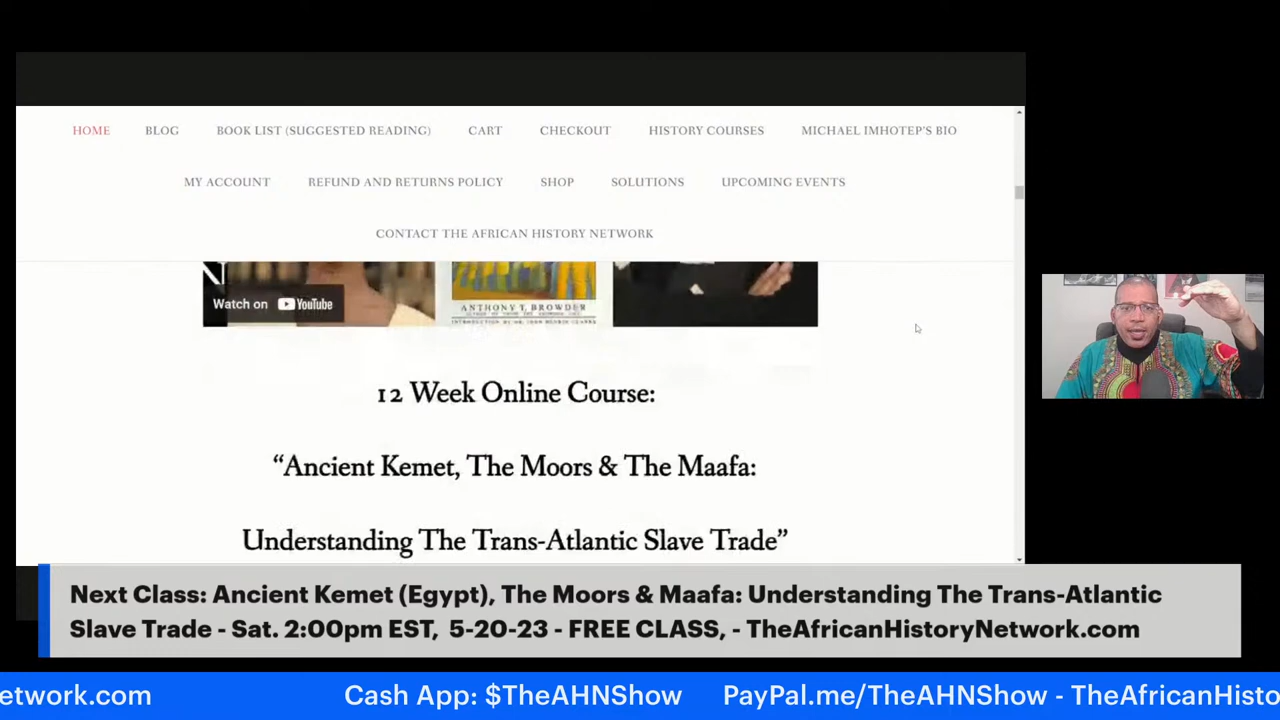 HOME BLOG BOOK LIST (SUGGESTED READING) CART CHECKOUT HISTORY COURSES MICHAEL IMHOTEP'S BIO
MY ACCOUNT REFUND AND RETURNS POLICY SHOP SOLUTIONS UPCOMING EVENTS
CONTACT THE AFRICAN HISTORY NETWORK
N
Watch on YouTube
ANTHONY T. BROWDER
12 Week Online Course:
“Ancient Kemet, The Moors & The Maafa:
Understanding The Trans-Atlantic Slave Trade”
Next Class: Ancient Kemet (Egypt), The Moors & Maafa: Understanding The Trans-Atlantic
Slave Trade - Sat. 2:00pm EST, 5-20-23 - FREE CLASS, - TheAfricanHistoryNetwork.com
etwork.com Cash App: $TheAHNShow PayPal.me/TheAHNShow - TheAfricanHisto